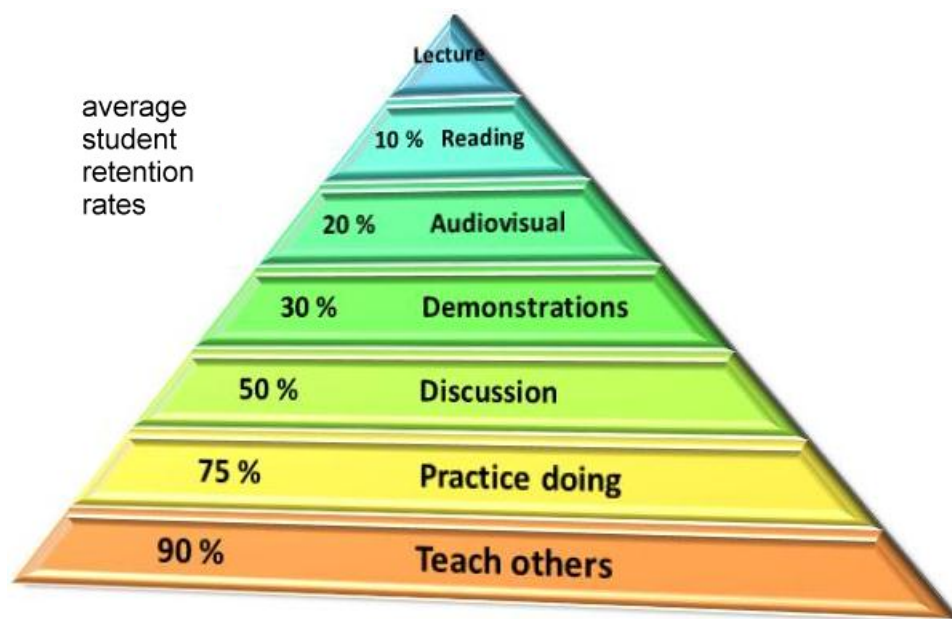 Lecture
average
student
retention
rates
10 % Reading
20 % Audiovisual
30 % Demonstrations
50 % Discussion
75 % Practice doing
90 % Teach others